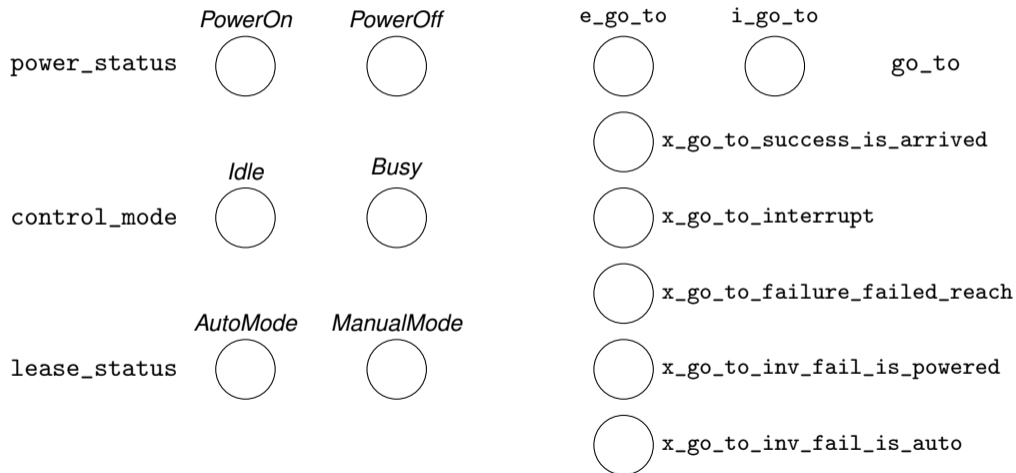 PowerOn PowerOff e_go_to i_go_to
power_status go_to
x_go_to_success_is_arrived
Idle Busy
control_mode x_go_to_interrupt
x_go_to_failure_failed_reach
AutoMode ManualMode
lease_status x_go_to_inv_fail_is_powered
x_go_to_inv_fail_is_auto